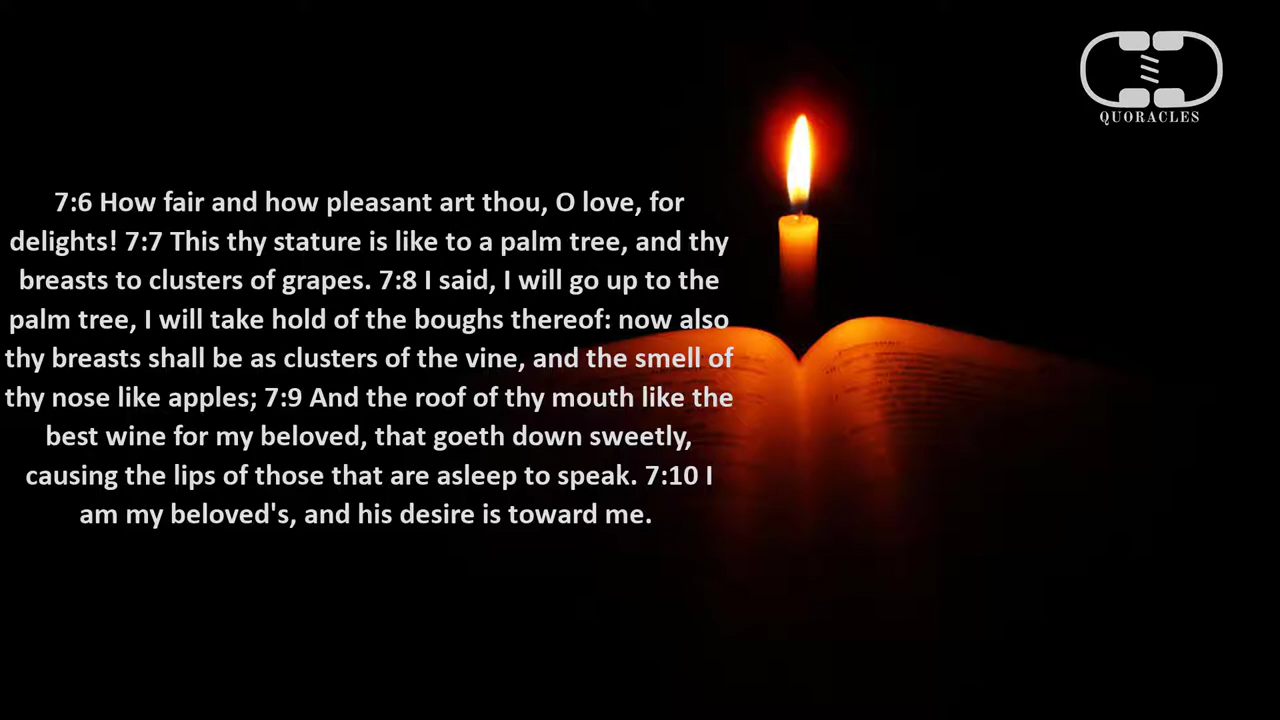 QUORACLES
7:6 How fair and how pleasant art thou, O love, for
delights! 7:7 This thy stature is like to a palm tree, and thy
breasts to clusters of grapes. 7:8 I said, I will go up to the
palm tree, I will take hold of the boughs thereof: now also
thy breasts shall be as clusters of the vine, and the smell of
thy nose like apples; 7:9 And the roof of thy mouth like the
best wine for my beloved, that goeth down sweetly,
causing the lips of those that are asleep to speak. 7:10 I
am my beloved's, and his desire is toward me.